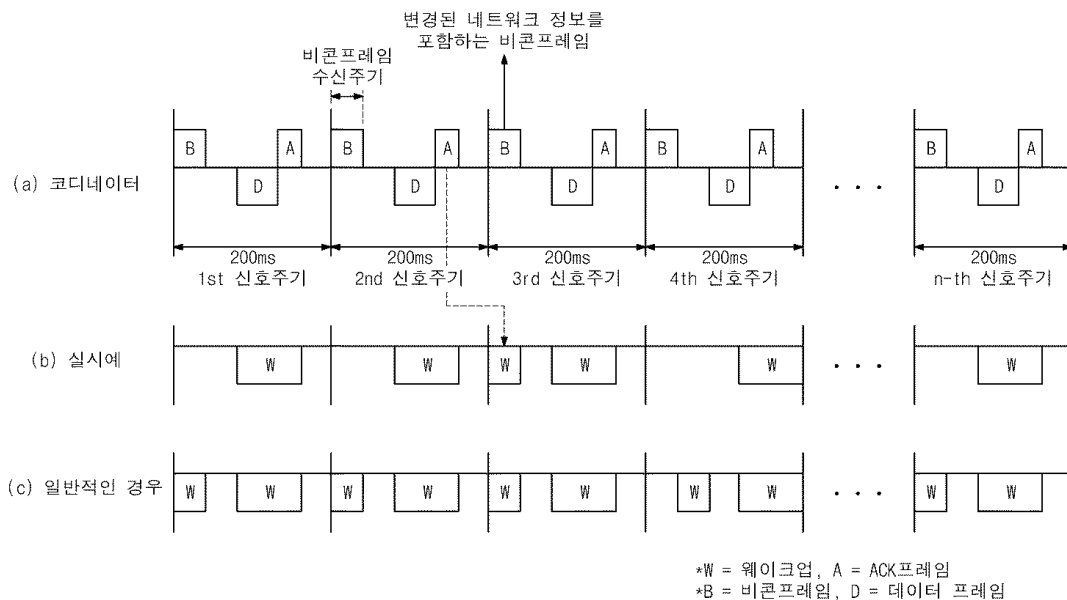 변경된 네트워크 정보를
포함하는 비콘프레임
비콘프레임
수신주기
B A B A B A B A B A
(a) 코디네이터
D D D D D
· · ·
200ms 200ms 200ms 200ms 200ms
1st 신호주기 2nd 신호주기 3rd 신호주기 4th 신호주기 n-th 신호주기
(b) 실시예
W W W W W W
· · ·
(c) 일반적인 경우
W W W W W W W W W W
· · ·
*W = 웨이크업, A = ACK프레임
*B = 비콘프레임, D = 데이터 프레임